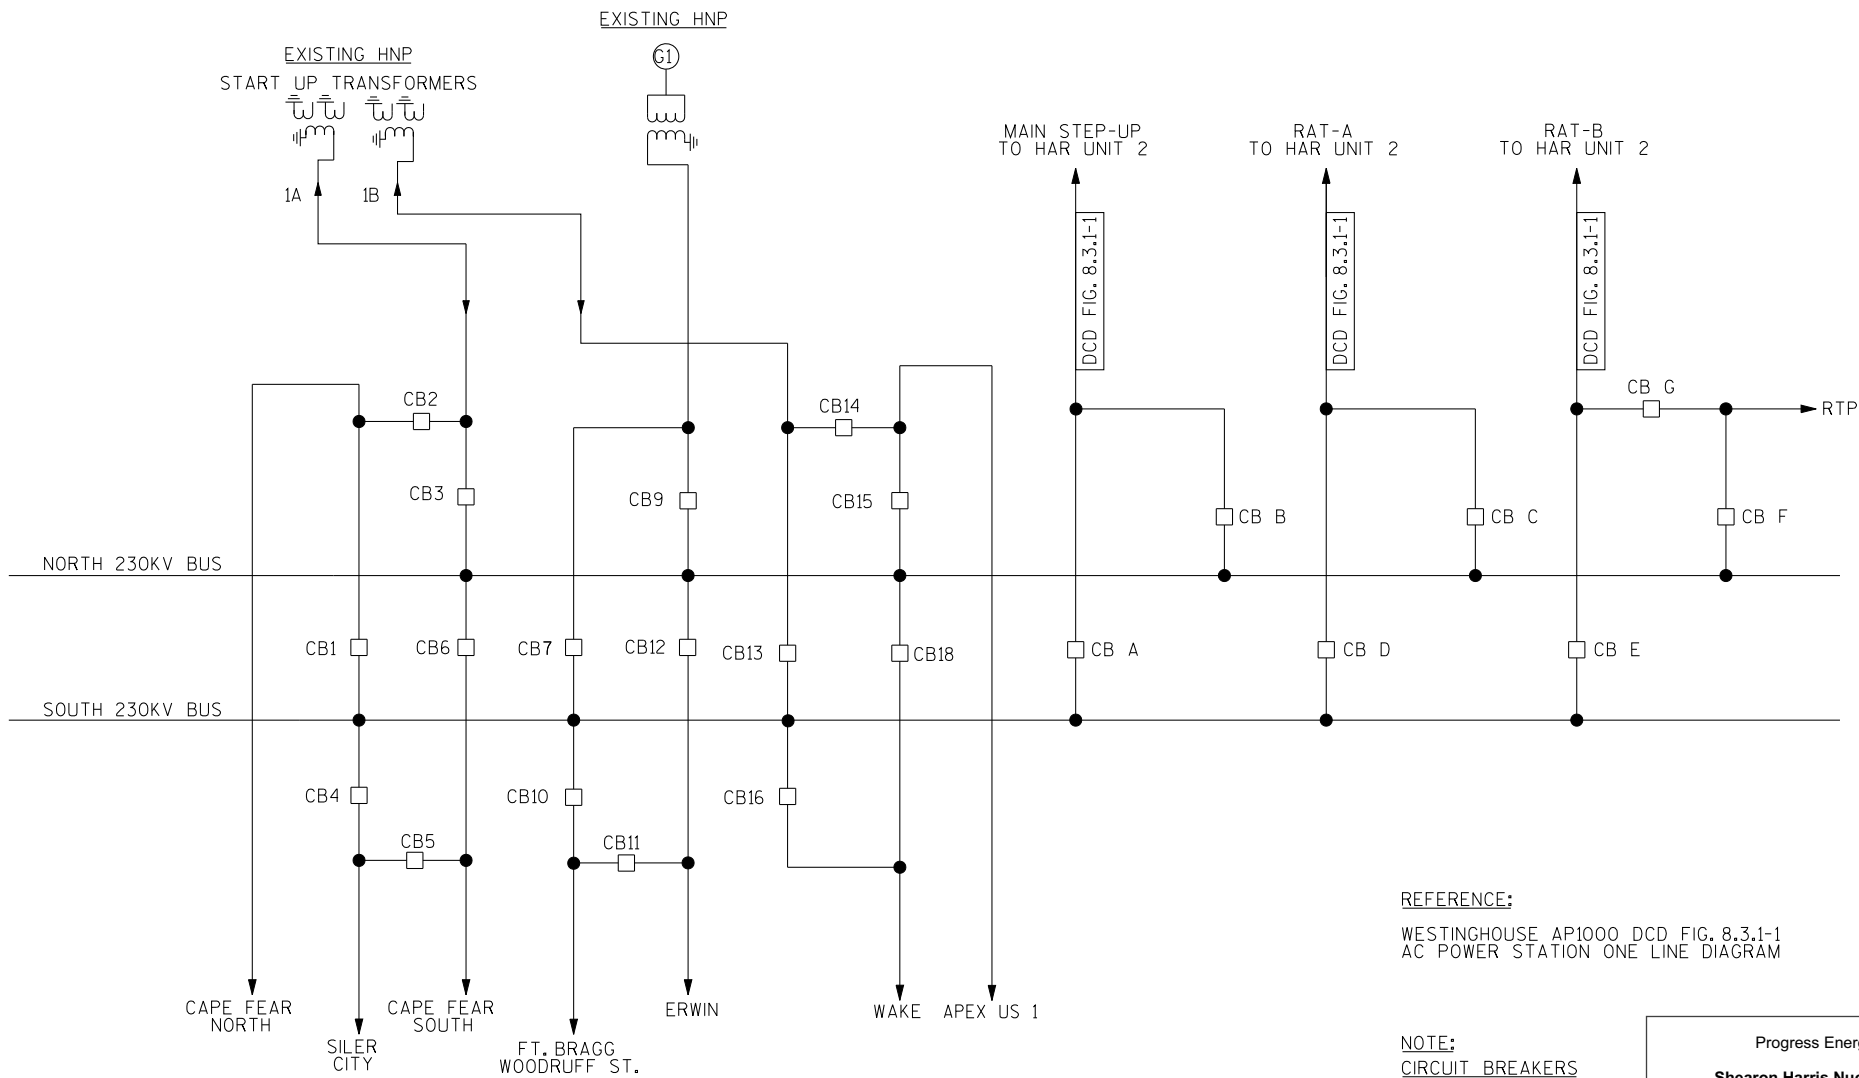 EXISTING HNP
EXISTING HNP
START UP TRANSFORMERS
G1
1A
1B
MAIN STEP-UP
TO HAR UNIT 2
RAT-A
TO HAR UNIT 2
RAT-B
TO HAR UNIT 2
DCD FIG. 8.3.1-1
DCD FIG. 8.3.1-1
DCD FIG. 8.3.1-1
CB2
CB14
CB G
RTP
CB3
CB9
CB15
CB B
CB C
CB F
NORTH 230KV BUS
CB1
CB6
CB7
CB12
CB13
CB18
CB A
CB D
CB E
SOUTH 230KV BUS
CB4
CB10
CB16
CB5
CB11
REFERENCE:
WESTINGHOUSE AP1000 DCD FIG. 8.3.1-1
AC POWER STATION ONE LINE DIAGRAM
CAPE FEAR
NORTH
CAPE FEAR
SOUTH
ERWIN
WAKE
APEX US 1
SILER
CITY
FT. BRAGG
WOODRUFF ST.
NOTE:
CIRCUIT BREAKERS
Progress Energ